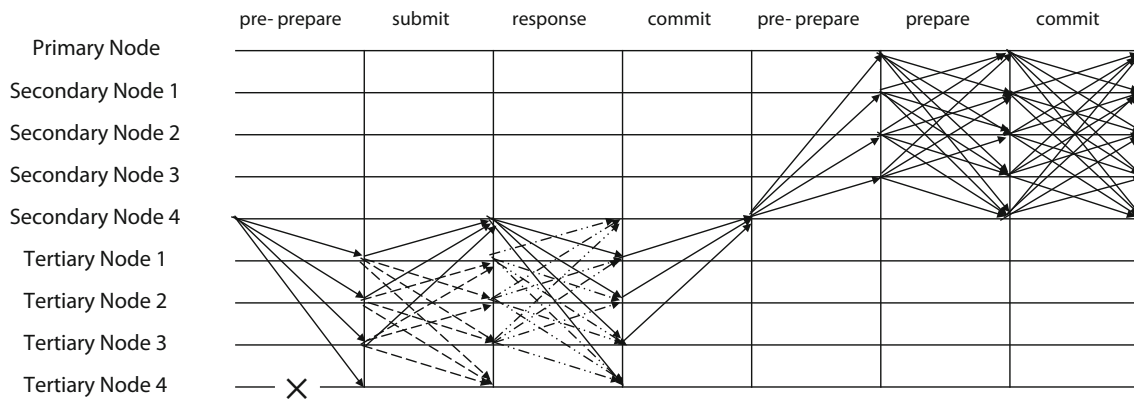 pre- prepare submit response commit pre- prepare prepare commit
Primary Node
Secondary Node 1
Secondary Node 2
Secondary Node 3
Secondary Node 4
Tertiary Node 1
Tertiary Node 2
Tertiary Node 3
Tertiary Node 4